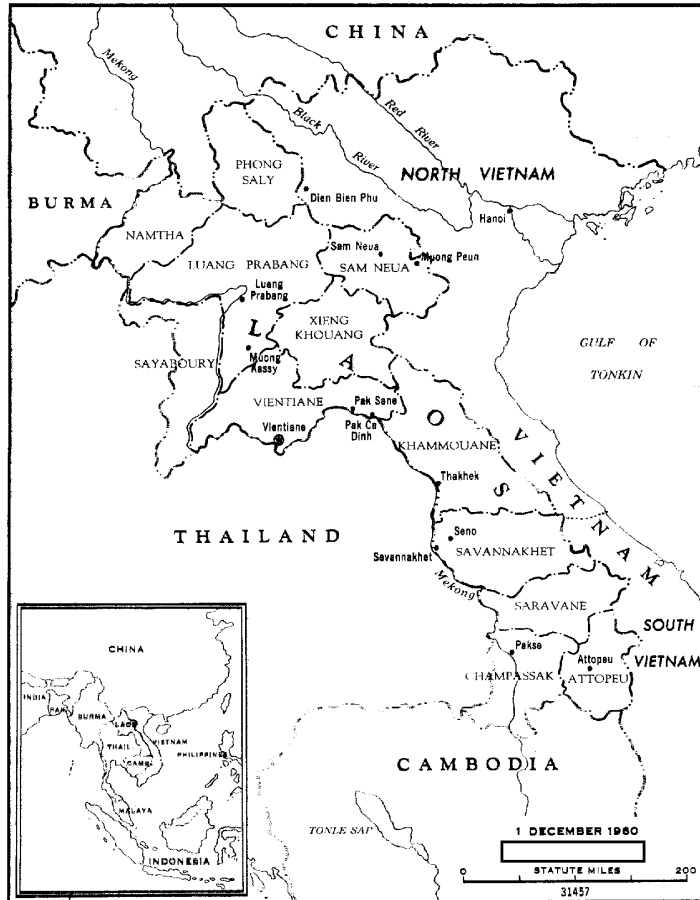 CHINA
Mekong
Red River
Black River
PHONG
SALY
NORTH VIETNAM
BURMA
Dien Bien Phu
Hanoi
NAMTHA
Sam Neua
LUANG PRABANG
SAM NEUA
Muong Peun
Luang
Prabang
XIENG
KHOUANG
LAOS
GULF OF
TONKIN
SAYABOURY
Muong
Kassy
VIENTIANE
Pak Sane
Vientiane
Pak Ca
Dinh
KHAMMOUANE
VIETNAM
Thakhek
THAILAND
Seno
Savannakhet
SAVANNAKHET
Mekong
SARAVANE
SOUTH
VIETNAM
Pakse
Attopeu
CHAMPASSAK
ATTOPEU
CAMBODIA
TONLE SAP
CHINA
INDIA
PAK
BURMA
LAOS
THAIL
VIETNAM
PHILIPPINES
CAMB
MALAYA
INDONESIA
1 DECEMBER 1960
STATUTE MILES
0 200
31457